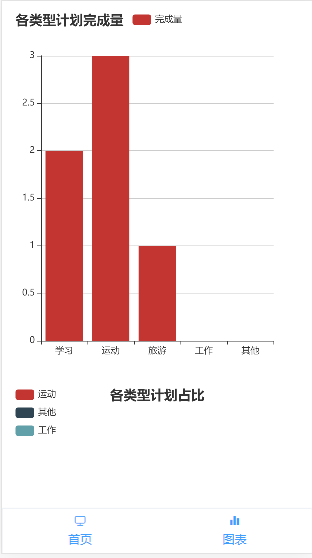 各类型计划完成量 完成量
3
2.5
2
1.5
1
0.5
0
学习 运动 旅游 工作 其他
运动 各类型计划占比
其他
工作
首页 图表